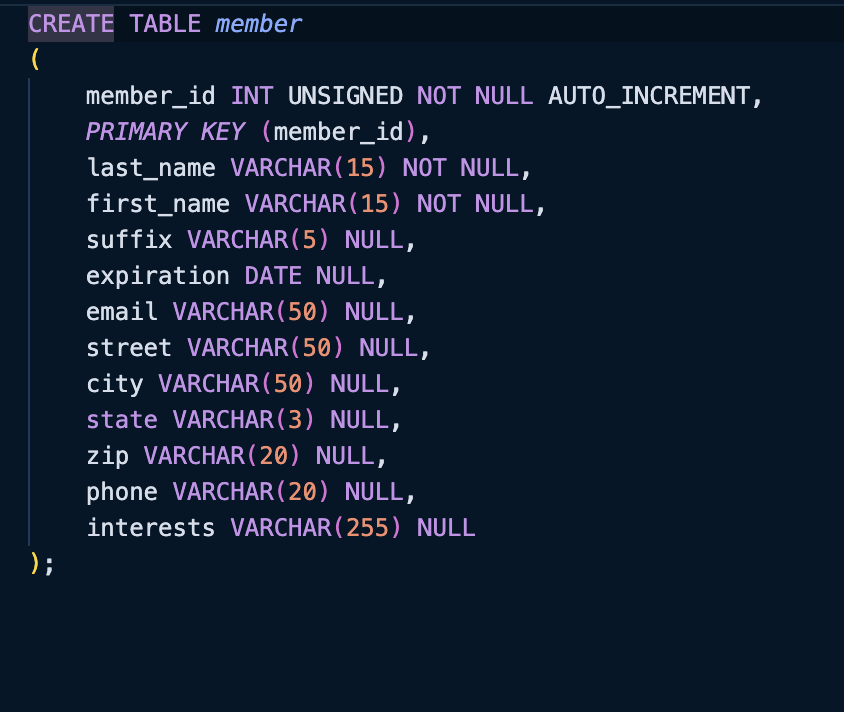 CREATE TABLE member
(
    member_id INT UNSIGNED NOT NULL AUTO_INCREMENT,
    PRIMARY KEY (member_id),
    last_name VARCHAR(15) NOT NULL,
    first_name VARCHAR(15) NOT NULL,
    suffix VARCHAR(5) NULL,
    expiration DATE NULL,
    email VARCHAR(50) NULL,
    street VARCHAR(50) NULL,
    city VARCHAR(50) NULL,
    state VARCHAR(3) NULL,
    zip VARCHAR(20) NULL,
    phone VARCHAR(20) NULL,
    interests VARCHAR(255) NULL
);